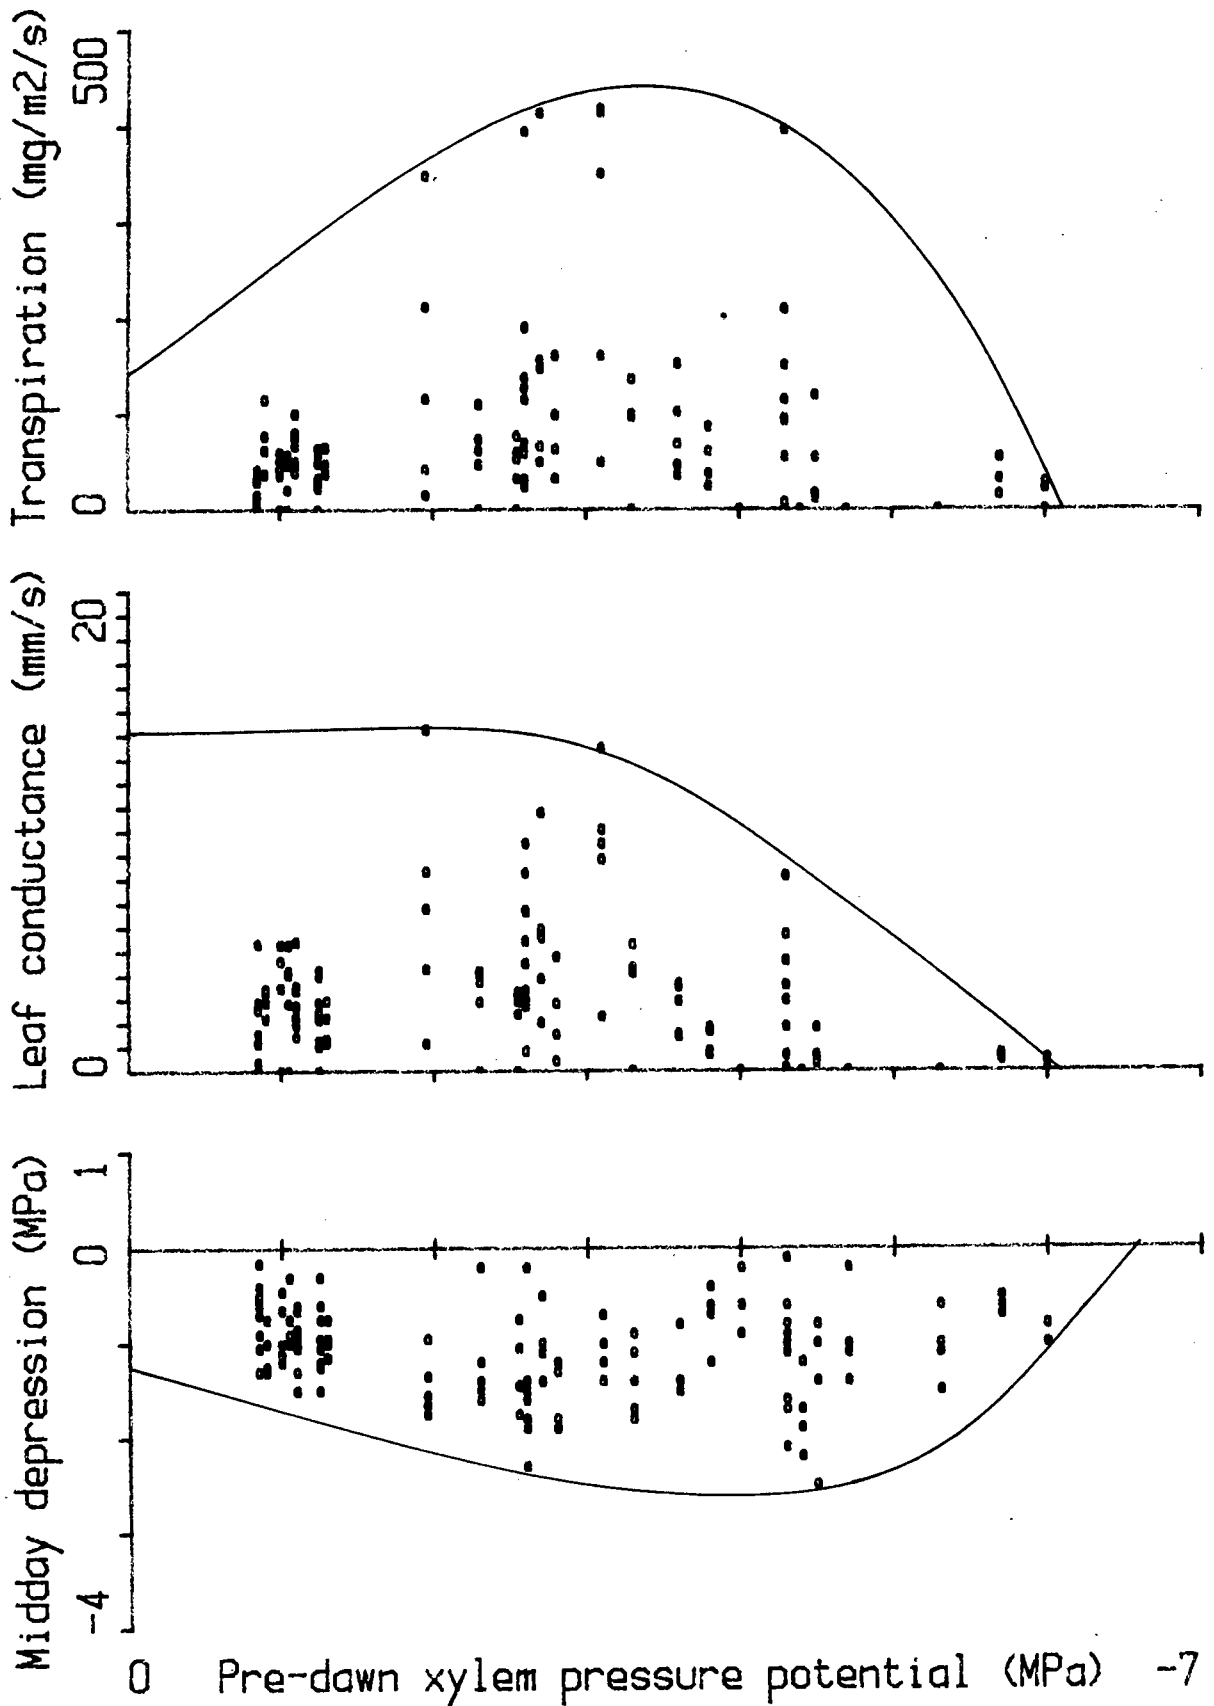 Transpiration (mg/m2/s)
500
0
Leaf conductance (mm/s)
20
0
Midday depression (MPa)
1
0
-4
0 Pre-dawn xylem pressure potential (MPa) -7